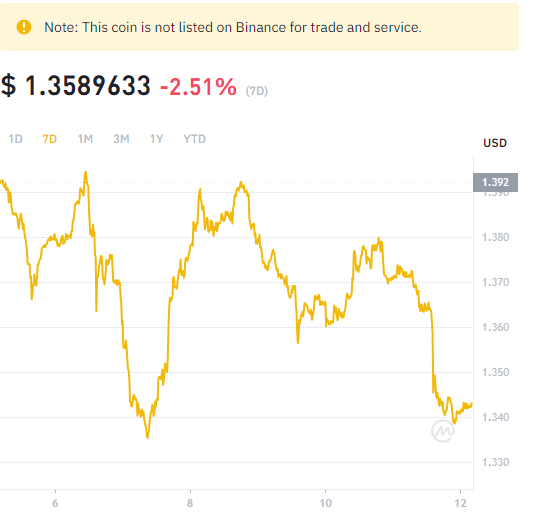 Note: This coin is not listed on Binance for trade and service.
$ 1.3589633 -2.51% (7D)
1D 7D 1M 3M 1Y YTD
USD
1.392
1.390
1.380
1.370
1.360
1.350
1.340
1.330
6 8 10 12